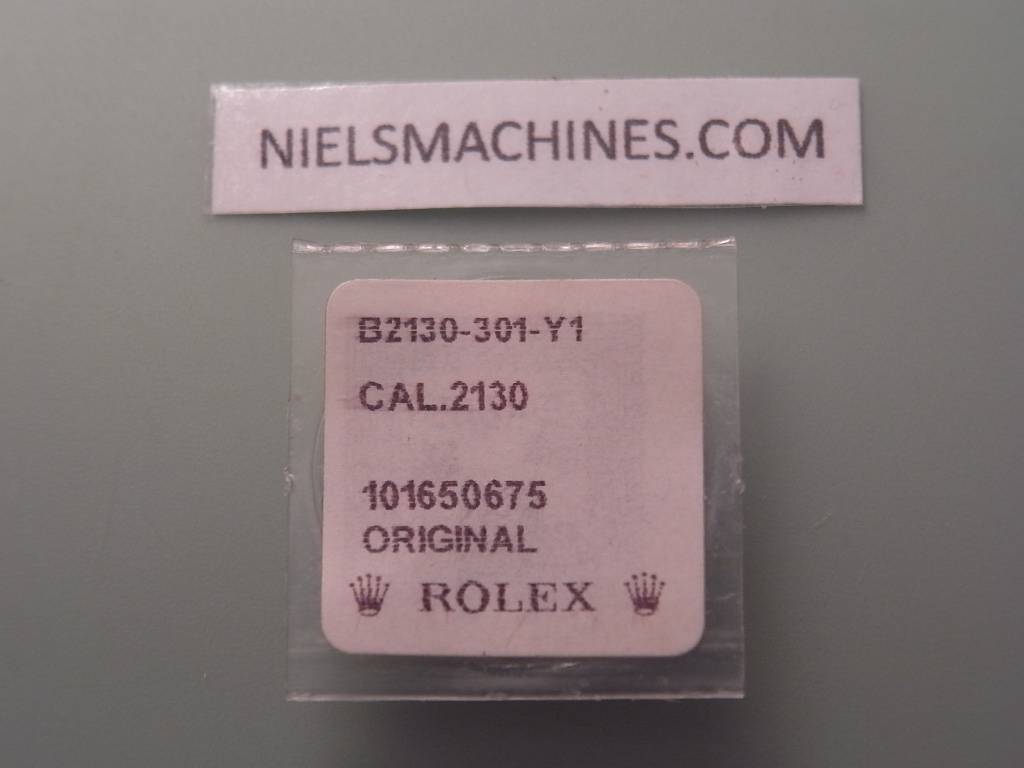 NIELSMACHINES.COM
B2130-301-Y1
CAL.2130
101650675
ORIGINAL
ROLEX